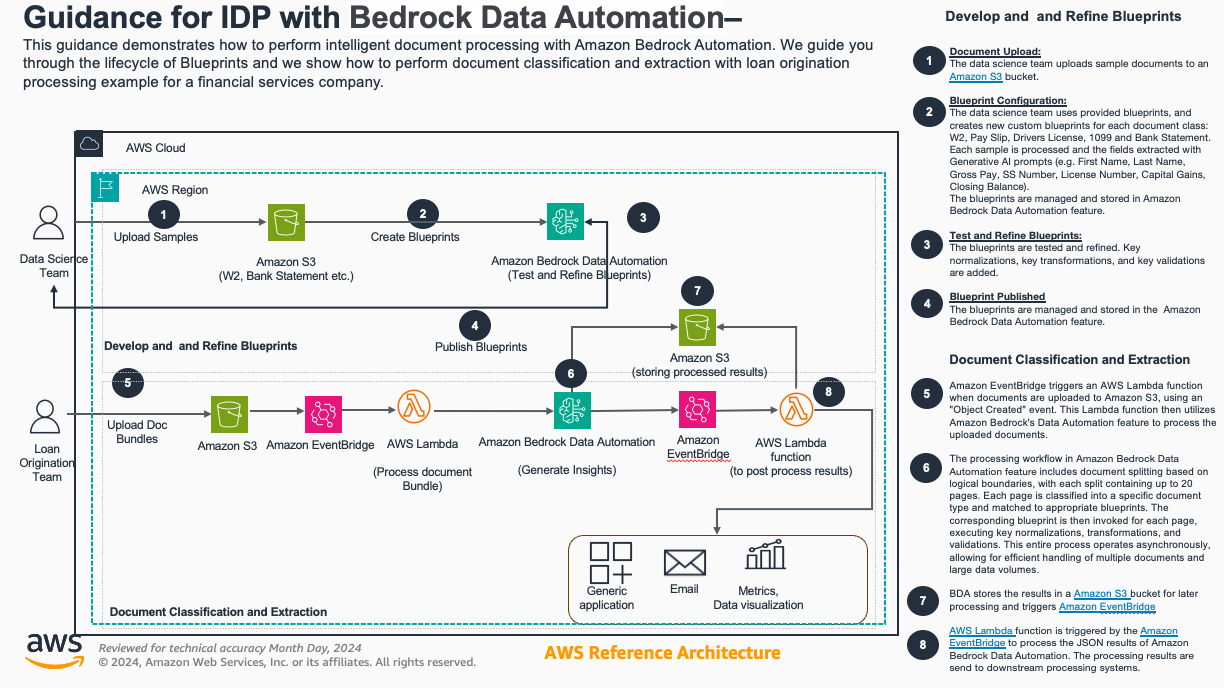 Guidance for IDP with Bedrock Data Automation–
This guidance demonstrates how to perform intelligent document processing with Amazon Bedrock Automation. We guide you
through the lifecycle of Blueprints and we show how to perform document classification and extraction with loan origination
processing example for a financial services company.
AWS Cloud
AWS Region
Data Science
Team
1
Upload Samples
Amazon S3
(W2, Bank Statement etc.)
2
Create Blueprints
3
Amazon Bedrock Data Automation
(Test and Refine Blueprints)
4
Publish Blueprints
Develop and  and Refine Blueprints
7
Amazon S3
(storing processed results)
5
Loan
Origination
Team
Upload Doc
Bundles
Amazon S3
Amazon EventBridge
AWS Lambda
(Process document
Bundle)
6
Amazon Bedrock Data Automation
(Generate Insights)
Amazon
EventBridge
8
AWS Lambda
function
(to post process results)
Generic
application
Email
Metrics,
Data visualization
Document Classification and Extraction
aws
Reviewed for technical accuracy Month Day, 2024
© 2024, Amazon Web Services, Inc. or its affiliates. All rights reserved.
AWS Reference Architecture
Develop and  and Refine Blueprints
1
Document Upload:
The data science team uploads sample documents to an
Amazon S3 bucket.
2
Blueprint Configuration:
The data science team uses provided blueprints, and
creates new custom blueprints for each document class:
W2, Pay Slip, Drivers License, 1099 and Bank Statement.
Each sample is processed and the fields extracted with
Generative AI prompts (e.g. First Name, Last Name,
Gross Pay, SS Number, License Number, Capital Gains,
Closing Balance).
The blueprints are managed and stored in Amazon
Bedrock Data Automation feature.
3
Test and Refine Blueprints:
The blueprints are tested and refined. Key
normalizations, key transformations, and key validations
are added.
4
Blueprint Published
The blueprints are managed and stored in the  Amazon
Bedrock Data Automation feature.
Document Classification and Extraction
5
Amazon EventBridge triggers an AWS Lambda function
when documents are uploaded to Amazon S3, using an
"Object Created" event. This Lambda function then utilizes
Amazon Bedrock's Data Automation feature to process the
uploaded documents.
6
The processing workflow in Amazon Bedrock Data
Automation feature includes document splitting based on
logical boundaries, with each split containing up to 20
pages. Each page is classified into a specific document
type and matched to appropriate blueprints. The
corresponding blueprint is then invoked for each page,
executing key normalizations, transformations, and
validations. This entire process operates asynchronously,
allowing for efficient handling of multiple documents and
large data volumes.
7
BDA stores the results in a Amazon S3 bucket for later
processing and triggers Amazon EventBridge
8
AWS Lambda function is triggered by the Amazon
EventBridge to process the JSON results of Amazon
Bedrock Data Automation. The processing results are
send to downstream processing systems.